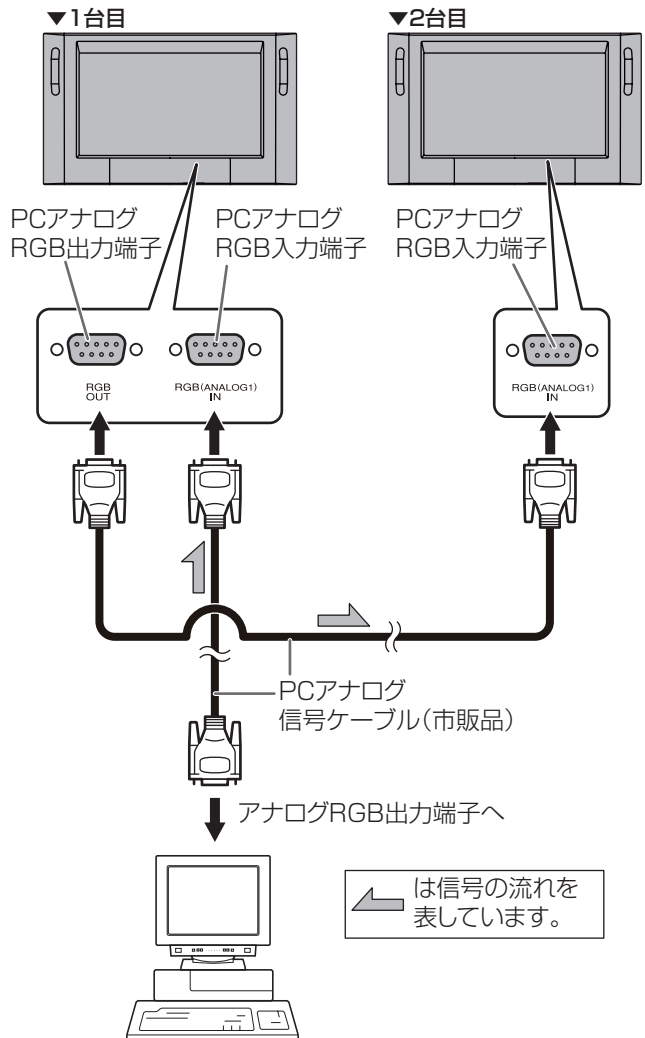 ▼1台目
▼2台目
PCアナログ
RGB出力端子
PCアナログ
RGB入力端子
PCアナログ
RGB入力端子
RGB
OUT
RGB(ANALOG1)
IN
RGB(ANALOG1)
IN
PCアナログ
信号ケーブル(市販品)
アナログRGB出力端子へ
は信号の流れを
表しています。